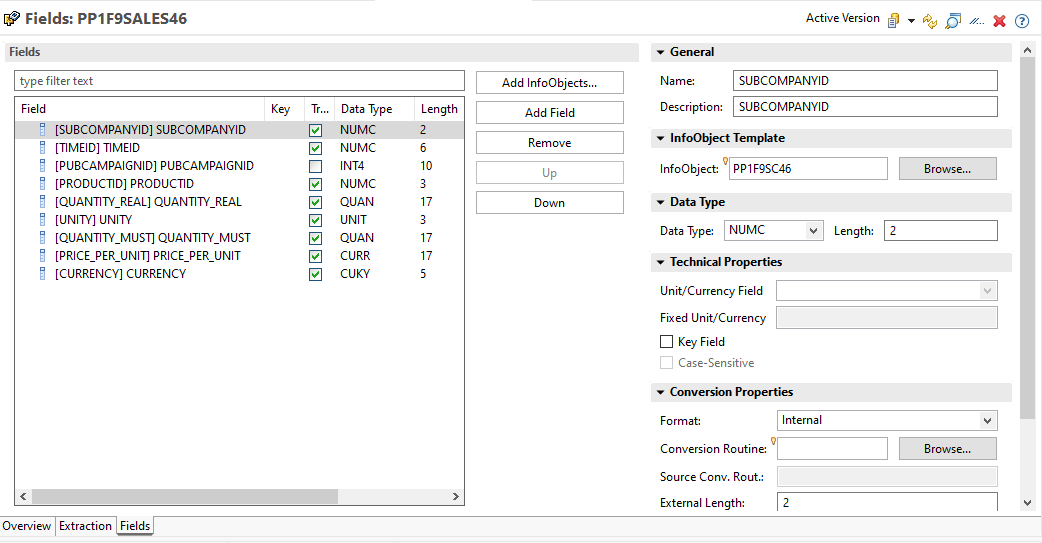 Fields: PP1F9SALES46
Active Version
Fields
type filter text
Field Key Tr... Data Type Length
[SUBCOMPANYID] SUBCOMPANYID NUMC 2
[TIMEID] TIMEID NUMC 6
[PUBCAMPAIGNID] PUBCAMPAIGNID INT4 10
[PRODUCTID] PRODUCTID NUMC 3
[QUANTITY_REAL] QUANTITY_REAL QUAN 17
[UNITY] UNITY UNIT 3
[QUANTITY_MUST] QUANTITY_MUST QUAN 17
[PRICE_PER_UNIT] PRICE_PER_UNIT CURR 17
[CURRENCY] CURRENCY CUKY 5
Add InfoObjects...
Add Field
Remove
Up
Down
General
Name: SUBCOMPANYID
Description: SUBCOMPANYID
InfoObject Template
InfoObject: PP1F9SC46 Browse...
Data Type
Data Type: NUMC Length: 2
Technical Properties
Unit/Currency Field
Fixed Unit/Currency
Key Field
Case-Sensitive
Conversion Properties
Format: Internal
Conversion Routine: Browse...
Source Conv. Rout.:
External Length: 2
Overview Extraction Fields